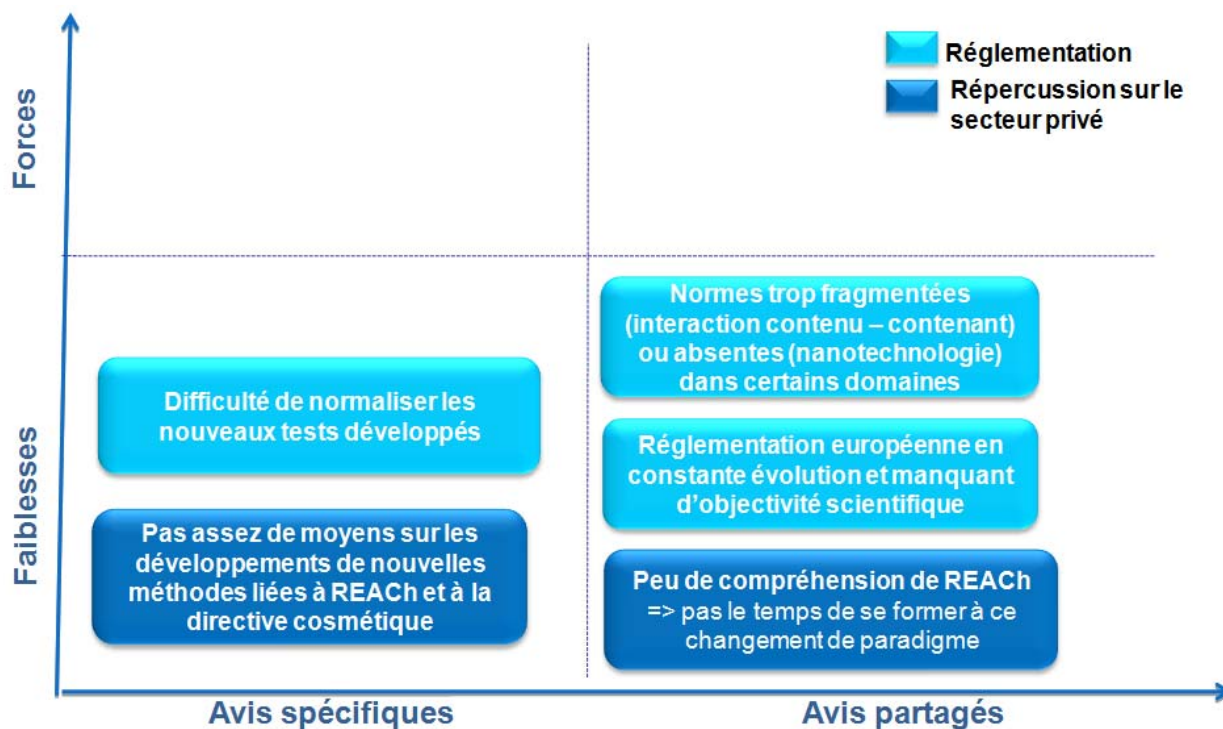 Réglementation
Répercussion sur le
secteur privé
Forces
Faiblesses
Difficulté de normaliser les
nouveaux tests développés
Pas assez de moyens sur les
développements de nouvelles
méthodes liées à REACh et à la
directive cosmétique
Normes trop fragmentées
(interaction contenu – contenant)
ou absentes (nanotechnologie)
dans certains domaines
Réglementation européenne en
constante évolution et manquant
d'objectivité scientifique
Peu de compréhension de REACh
=> pas le temps de se former à ce
changement de paradigme
Avis spécifiques
Avis partagés